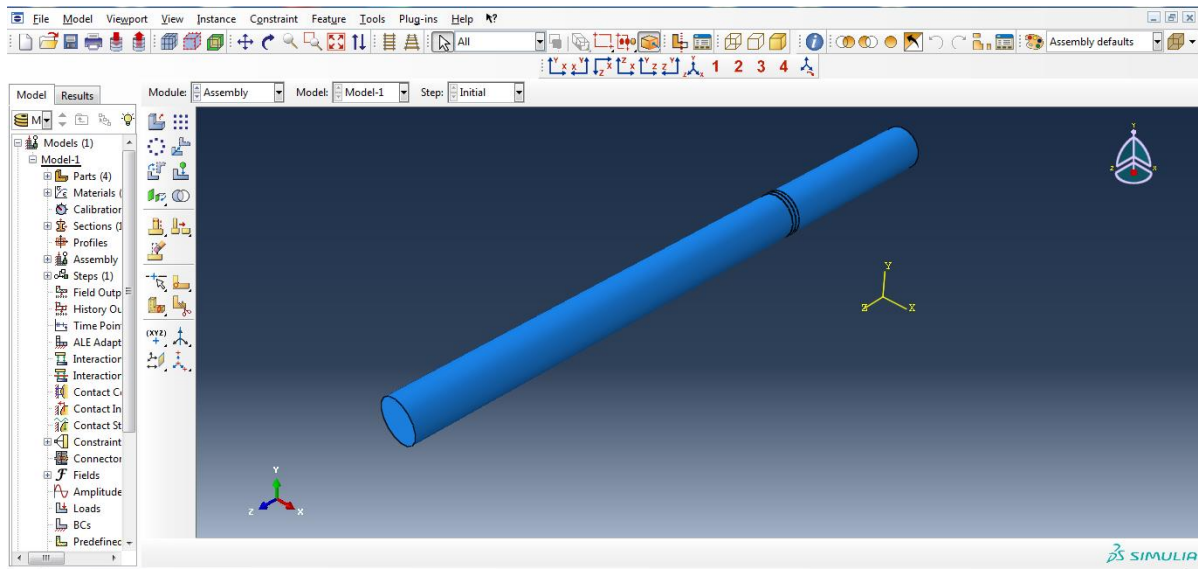 File Model Viewport View Instance Constraint Feature Tools Plug-ins Help
All Assembly defaults
1 2 3 4
Model Results Module: Assembly Model: Model-1 Step: Initial
M
Models (1)
Model-1
Parts (4)
Materials (
Calibration
Sections (1
Profiles
Assembly
Steps (1)
Field Outp
History Ou
Time Poin
ALE Adapt
Interaction
Interaction
Contact Co
Contact In
Contact St
Constraint
Connector
Fields
Amplitude
Loads
BCs
Predefined
(XYZ)
Y
Z X
Y
Z X
Y
Z X
SIMULIA